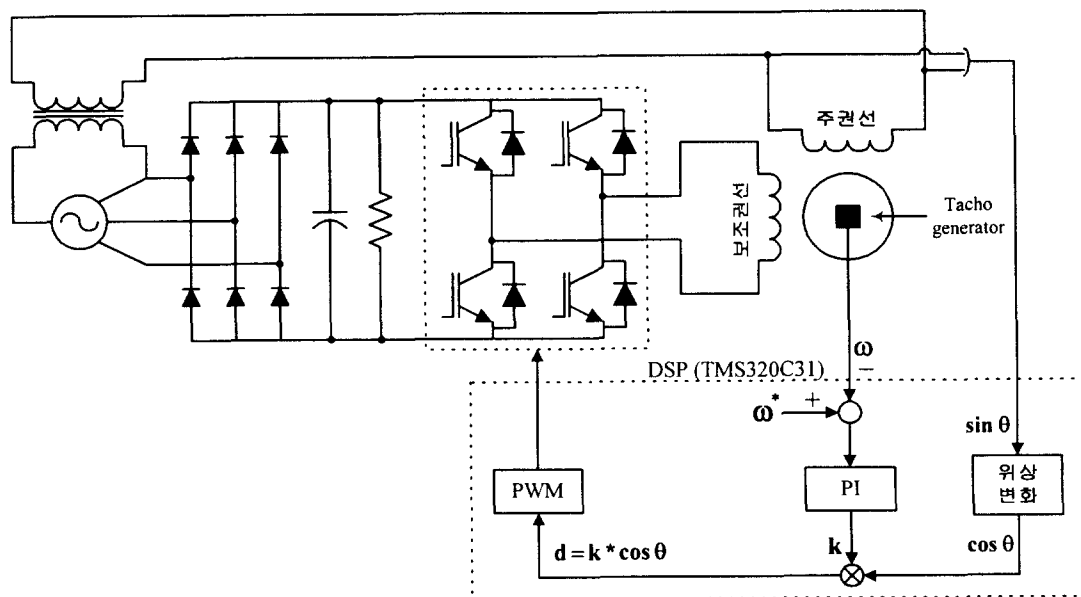 주권선
보조권선
Tacho
generator
ω
−
DSP (TMS320C31)
ω* +
sin θ
PWM
PI
위상
변화
d = k * cos θ
k
cos θ